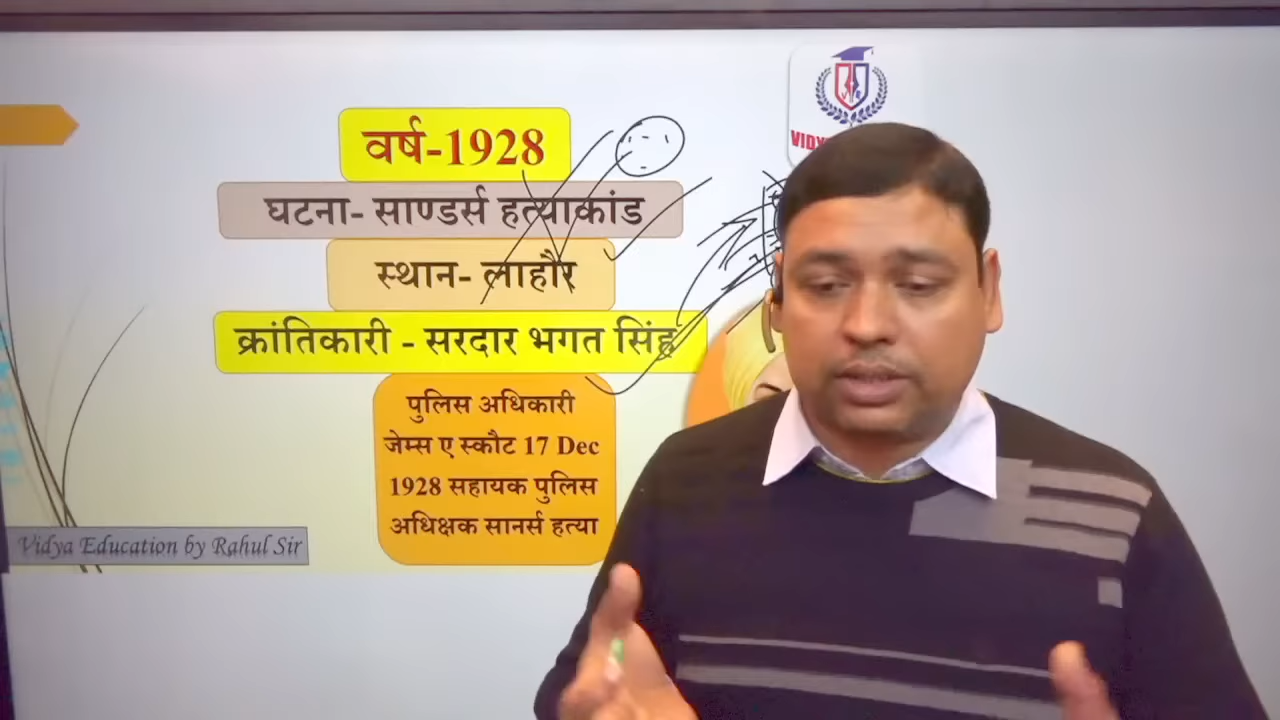 वर्ष-1928
घटना- साण्डर्स हत्याकांड
स्थान- लाहौर
क्रांतिकारी - सरदार भगत सिंह
पुलिस अधिकारी
जेम्स ए स्कौट 17 Dec
1928 सहायक पुलिस
अधिक्षक सानर्स हत्या
Vidya Education by Rahul Sir